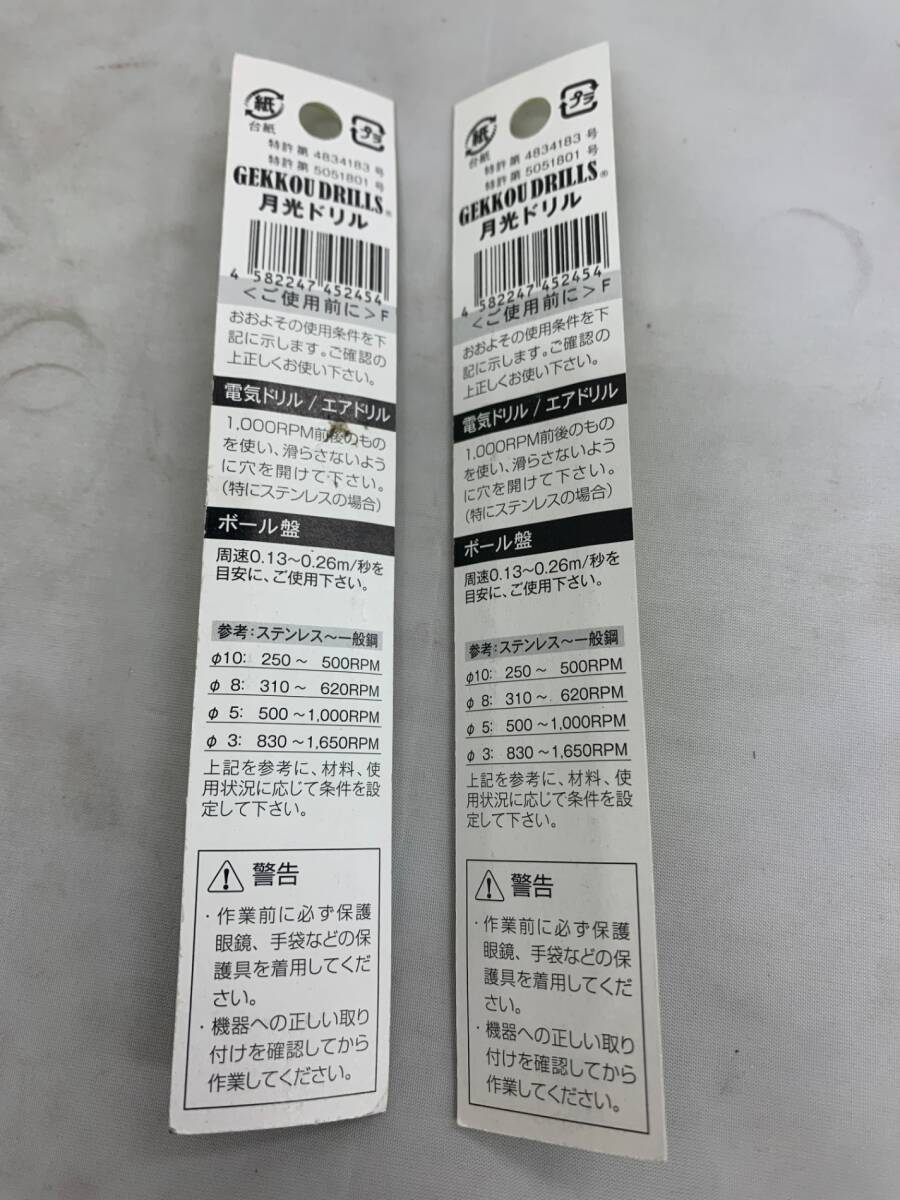 紙
台紙
プラ
特許第 4834183 号
特許第 5051801 号
GEKKOU DRILLS®
月光ドリル
4 582247 452454
<ご使用前に> F
おおよその使用条件を下
記に示します。ご確認の
上正しくお使い下さい。
電気ドリル / エアドリル
1,000RPM前後のもの
を使い、滑らさないよう
に穴を開けて下さい。
(特にステンレスの場合)
ボール盤
周速0.13〜0.26m/秒を
目安に、ご使用下さい。
参考:ステンレス〜一般鋼
φ10: 250〜 500RPM
φ 8: 310〜 620RPM
φ 5: 500〜1,000RPM
φ 3: 830〜1,650RPM
上記を参考に、材料、使
用状況に応じて条件を設
定して下さい。
警告
・作業前に必ず保護
眼鏡、手袋などの保
護具を着用してくだ
さい。
・機器への正しい取り
付けを確認してから
作業してください。
紙
台紙
プラ
特許第 4834183 号
特許第 5051801 号
GEKKOU DRILLS®
月光ドリル
4 582247 452454
<ご使用前に> F
おおよその使用条件を下
記に示します。ご確認の
上正しくお使い下さい。
電気ドリル / エアドリル
1,000RPM前後のもの
を使い、滑らさないよう
に穴を開けて下さい。
(特にステンレスの場合)
ボール盤
周速0.13〜0.26m/秒を
目安に、ご使用下さい。
参考:ステンレス〜一般鋼
φ10: 250〜 500RPM
φ 8: 310〜 620RPM
φ 5: 500〜1,000RPM
φ 3: 830〜1,650RPM
上記を参考に、材料、使
用状況に応じて条件を設
定して下さい。
警告
・作業前に必ず保護
眼鏡、手袋などの保
護具を着用してくだ
さい。
・機器への正しい取り
付けを確認してから
作業してください。